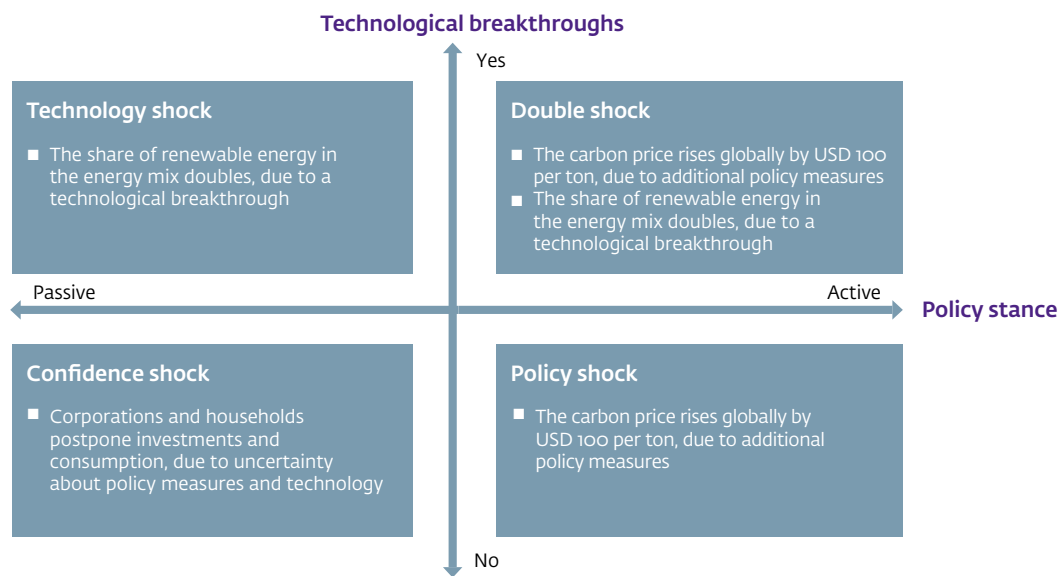 Technological breakthroughs
Yes
Technology shock
■ The share of renewable energy in
the energy mix doubles, due to a
technological breakthrough
Double shock
■ The carbon price rises globally by USD 100
per ton, due to additional policy measures
■ The share of renewable energy in
the energy mix doubles, due to a
technological breakthrough
Passive
Active
Policy stance
Confidence shock
■ Corporations and households
postpone investments and
consumption, due to uncertainty
about policy measures and technology
Policy shock
■ The carbon price rises globally by
USD 100 per ton, due to additional
policy measures
No